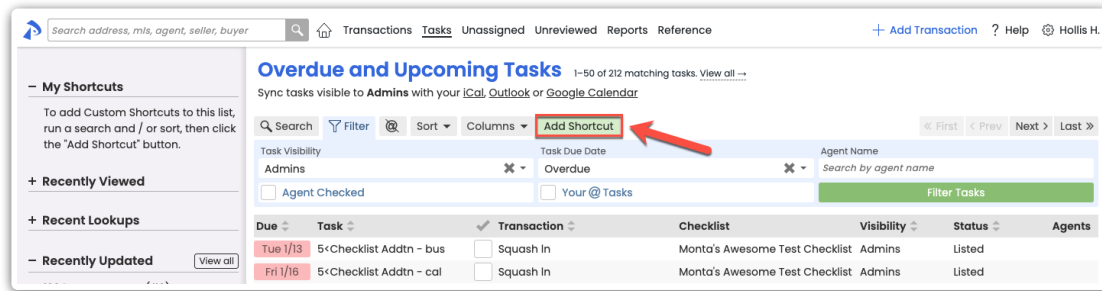 Search address, mls, agent, seller, buyer
Transactions Tasks Unassigned Unreviewed Reports Reference
+ Add Transaction ? Help Hollis H.
− My Shortcuts
To add Custom Shortcuts to this list,
run a search and / or sort, then click
the "Add Shortcut" button.
+ Recently Viewed
+ Recent Lookups
− Recently Updated View all
Overdue and Upcoming Tasks 1–50 of 212 matching tasks. View all →
Sync tasks visible to Admins with your iCal, Outlook or Google Calendar
Search Filter @ Sort Columns Add Shortcut « First < Prev Next > Last »
Task Visibility Task Due Date Agent Name
Admins Overdue Search by agent name
Agent Checked Your @ Tasks Filter Tasks
Due Task Transaction Checklist Visibility Status Agents
Tue 1/13 5<Checklist Addtn - bus Squash ln Monta's Awesome Test Checklist Admins Listed
Fri 1/16 5<Checklist Addtn - cal Squash ln Monta's Awesome Test Checklist Admins Listed